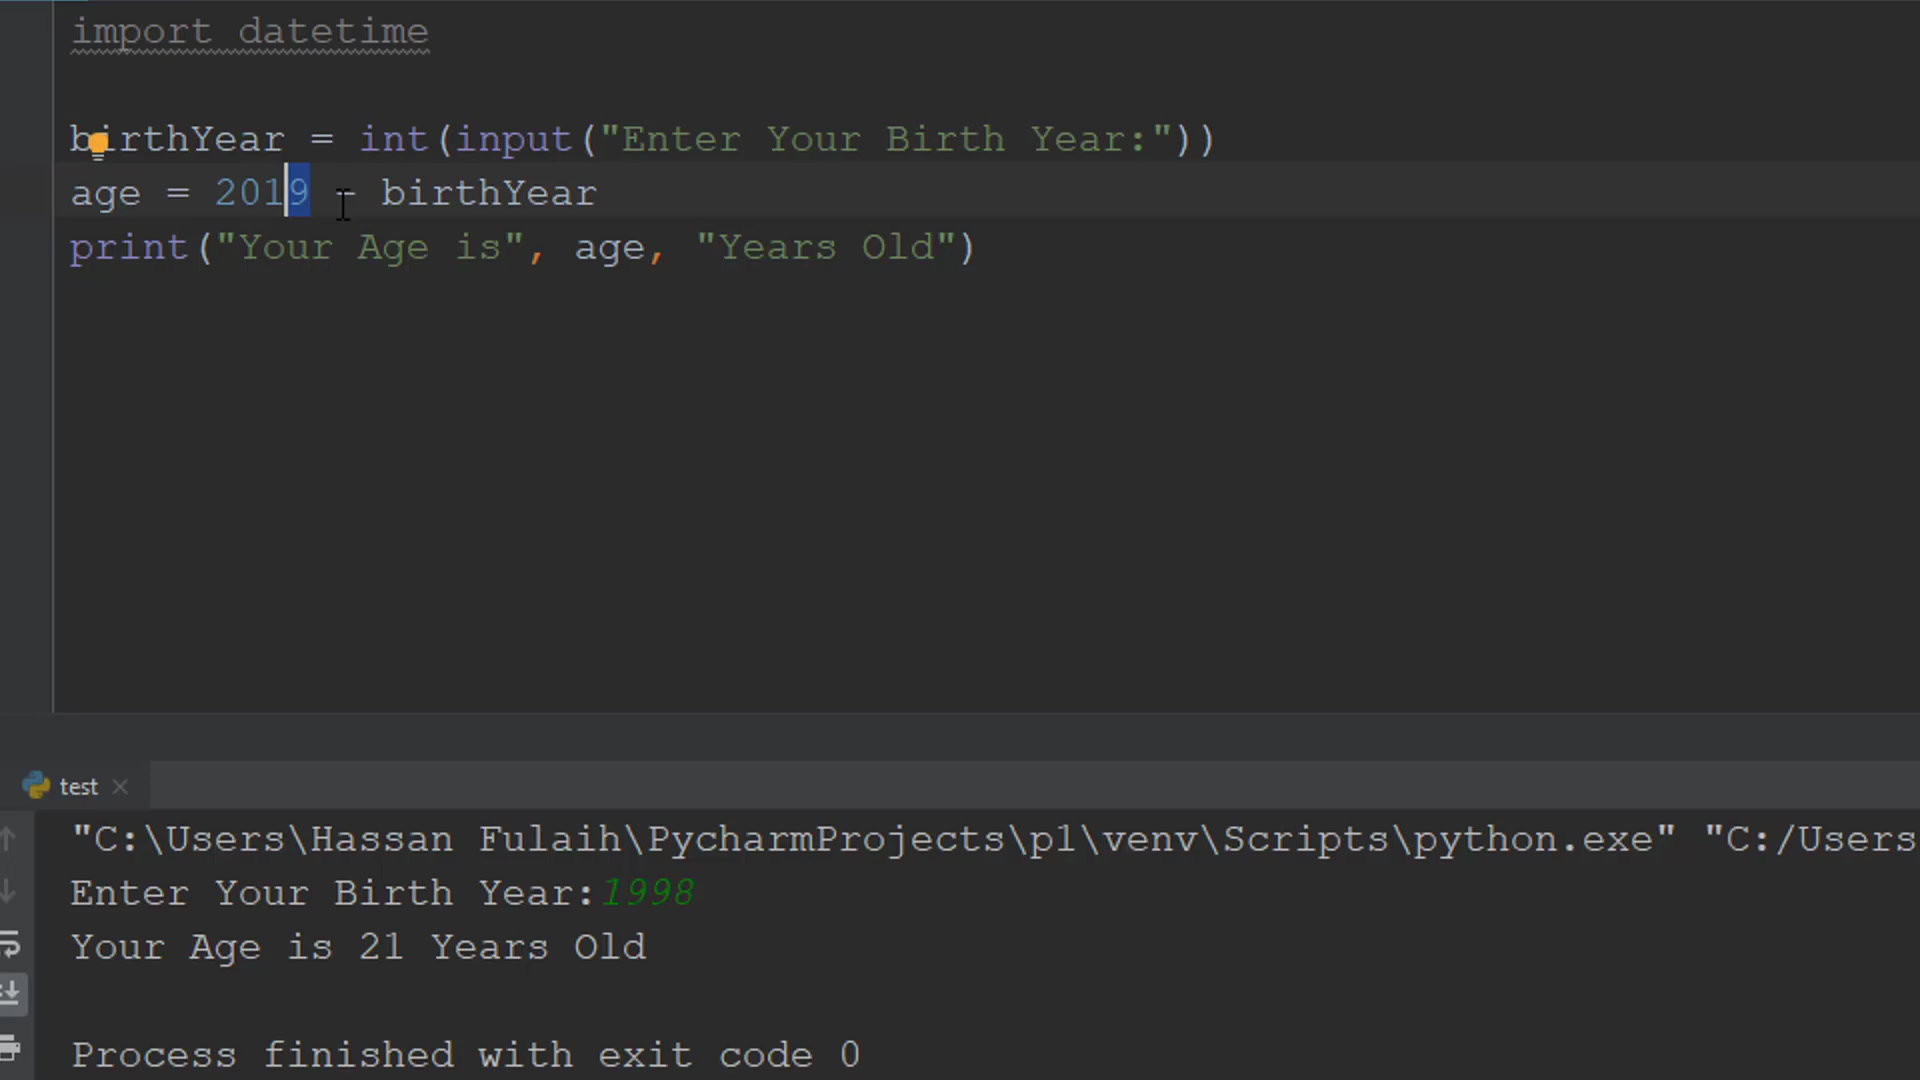 import datetime
birthYear = int(input("Enter Your Birth Year:"))
age = 2019 - birthYear
print("Your Age is", age, "Years Old")
test
"C:\Users\Hassan Fulaih\PycharmProjects\p1\venv\Scripts\python.exe" "C:/Users
Enter Your Birth Year:1998
Your Age is 21 Years Old
Process finished with exit code 0